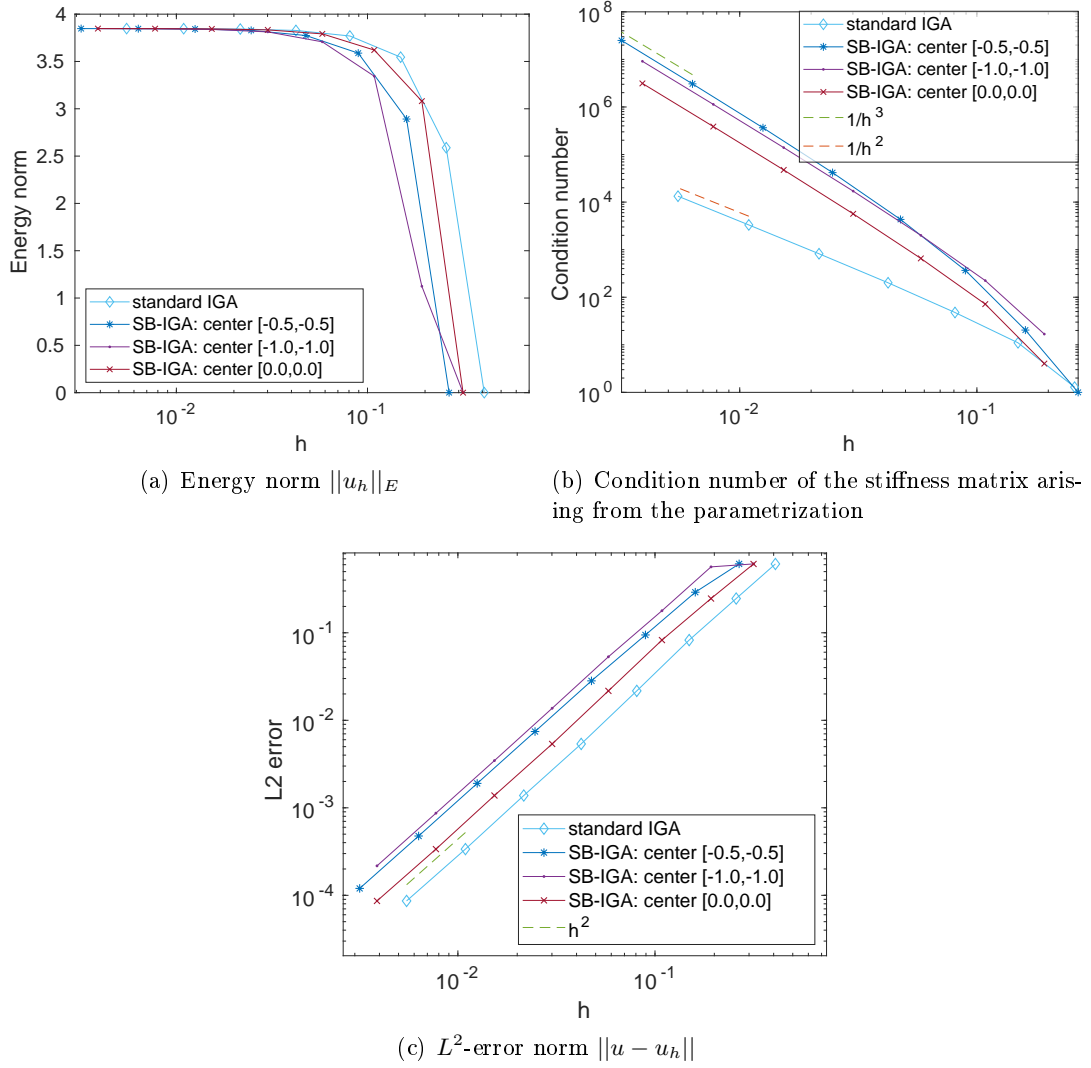 4
3.5
3
2.5
2
1.5
1
0.5
0
Energy norm
standard IGA
SB-IGA: center [-0.5,-0.5]
SB-IGA: center [-1.0,-1.0]
SB-IGA: center [0.0,0.0]
10^-2 10^-1
h
(a) Energy norm ||u_h||_E
10^8
10^6
10^4
10^2
10^0
Condition number
standard IGA
SB-IGA: center [-0.5,-0.5]
SB-IGA: center [-1.0,-1.0]
SB-IGA: center [0.0,0.0]
1/h^3
1/h^2
10^-2 10^-1
h
(b) Condition number of the stiffness matrix aris-
ing from the parametrization
10^-1
10^-2
10^-3
10^-4
L2 error
standard IGA
SB-IGA: center [-0.5,-0.5]
SB-IGA: center [-1.0,-1.0]
SB-IGA: center [0.0,0.0]
h^2
10^-2 10^-1
h
(c) L^2-error norm ||u − u_h||